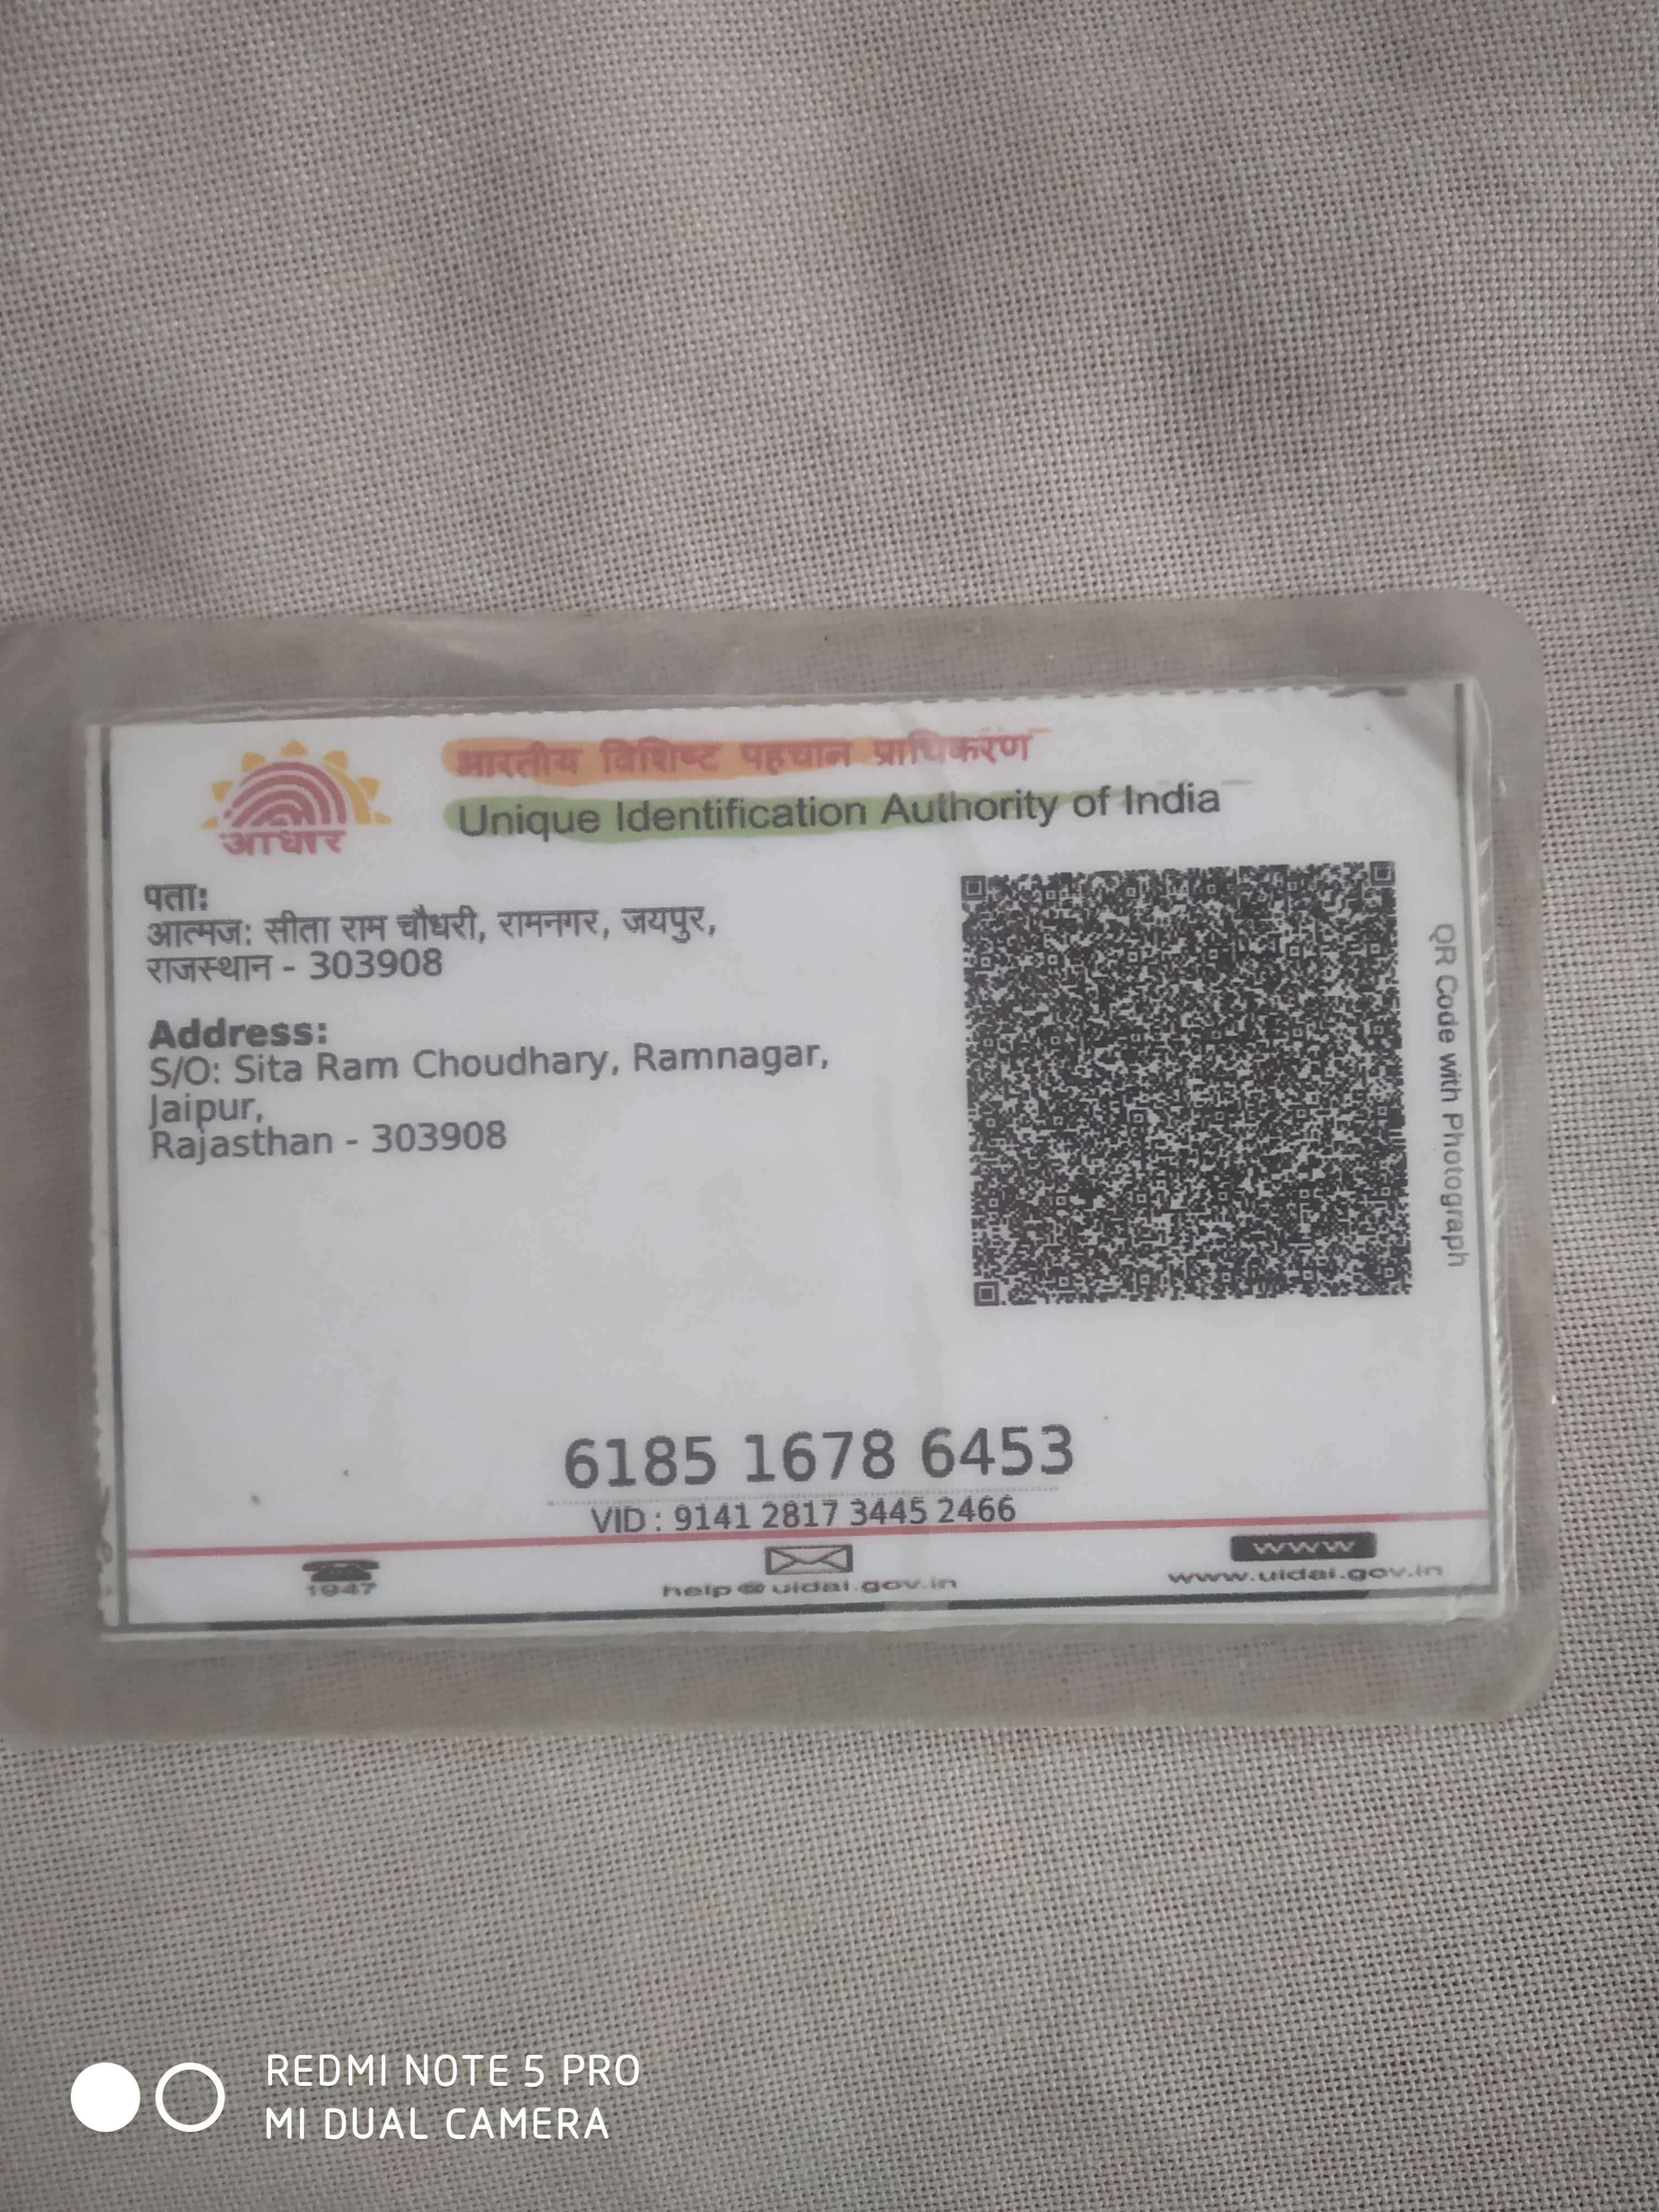 भारतीय विशिष्ट पहचान प्राधिकरण
Unique Identification Authority of India
आधार
पता:
आत्मज: सीता राम चौधरी, रामनगर, जयपुर,
राजस्थान - 303908
Address:
S/O: Sita Ram Choudhary, Ramnagar,
Jaipur,
Rajasthan - 303908
QR Code with Photograph
6185 1678 6453
VID : 9141 2817 3445 2466
1947
help@uidai.gov.in
www
www.uidai.gov.in
REDMI NOTE 5 PRO
MI DUAL CAMERA